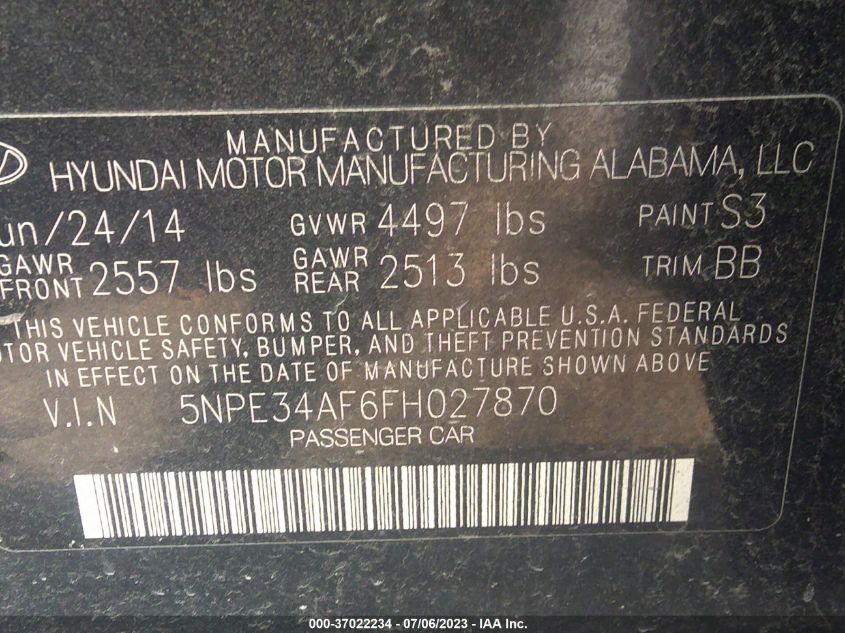 MANUFACTURED BY
HYUNDAI MOTOR MANUFACTURING ALABAMA, LLC
un/24/14 GVWR 4497 lbs PAINT S3
GAWR FRONT 2557 lbs GAWR REAR 2513 lbs TRIM BB
THIS VEHICLE CONFORMS TO ALL APPLICABLE U.S.A. FEDERAL
OTOR VEHICLE SAFETY, BUMPER, AND THEFT PREVENTION STANDARDS
IN EFFECT ON THE DATE OF MANUFACTURE SHOWN ABOVE
V.I.N 5NPE34AF6FH027870
PASSENGER CAR
000-37022234 - 07/06/2023 - IAA Inc.